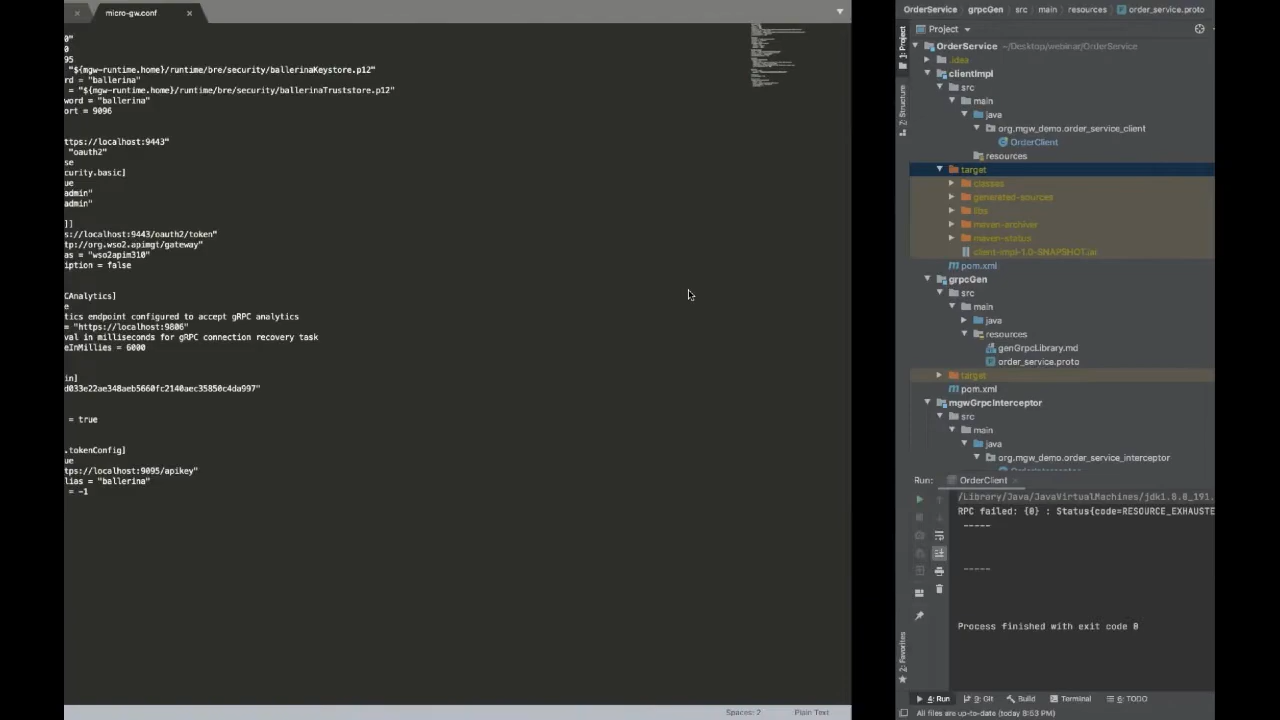 micro-gw.conf
0"
0
95
"${mgw-runtime.home}/runtime/bre/security/ballerinaKeystore.p12"
rd = "ballerina"
= "${mgw-runtime.home}/runtime/bre/security/ballerinaTruststore.p12"
word = "ballerina"
ort = 9096
ttps://localhost:9443"
"oauth2"
se
curity.basic]
ue
admin"
admin"
]]
s://localhost:9443/oauth2/token"
tp://org.wso2.apimgt/gateway"
as = "wso2apim310"
iption = false
CAnalytics]
e
tics endpoint configured to accept gRPC analytics
= "https://localhost:9806"
val in milliseconds for gRPC connection recovery task
eInMillies = 6000
in]
d033e22ae348aeb5660fc2140aec35850c4da997"
= true
.tokenConfig]
ue
tps://localhost:9095/apikey"
lias = "ballerina"
= -1
Spaces: 2 Plain Text
OrderService grpcGen src main resources order_service.proto
Project
1: Project
OrderService ~/Desktop/webinar/OrderService
.idea
clientImpl
src
main
java
org.mgw_demo.order_service_client
OrderClient
resources
target
classes
generated-sources
libs
maven-archiver
maven-status
client-impl-1.0-SNAPSHOT.jar
pom.xml
grpcGen
src
main
java
resources
genGrpcLibrary.md
order_service.proto
target
pom.xml
mgwGrpcInterceptor
src
main
java
org.mgw_demo.order_service_interceptor
Z: Structure
Run: OrderClient
/Library/Java/JavaVirtualMachines/jdk1.8.0_191.
RPC failed: {0} : Status{code=RESOURCE_EXHAUSTE
-----
-----
Process finished with exit code 0
2: Favorites
4: Run 9: Git Build Terminal 6: TODO
All files are up-to-date (today 8:53 PM)